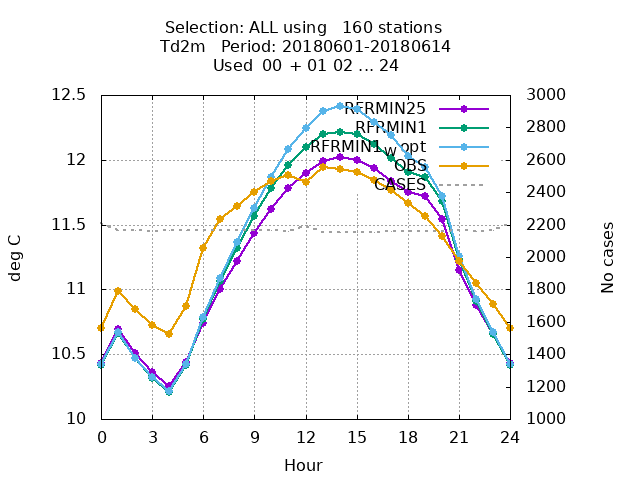 Selection: ALL using 160 stations
Td2m Period: 20180601-20180614
Used 00 + 01 02 ... 24
12.5
12
11.5
11
10.5
10
deg C
3000
2800
2600
2400
2200
2000
1800
1600
1400
1200
1000
No cases
RFRMIN25
RFRMIN1
RFRMIN1w opt
OBS
CASES
0 3 6 9 12 15 18 21 24
Hour